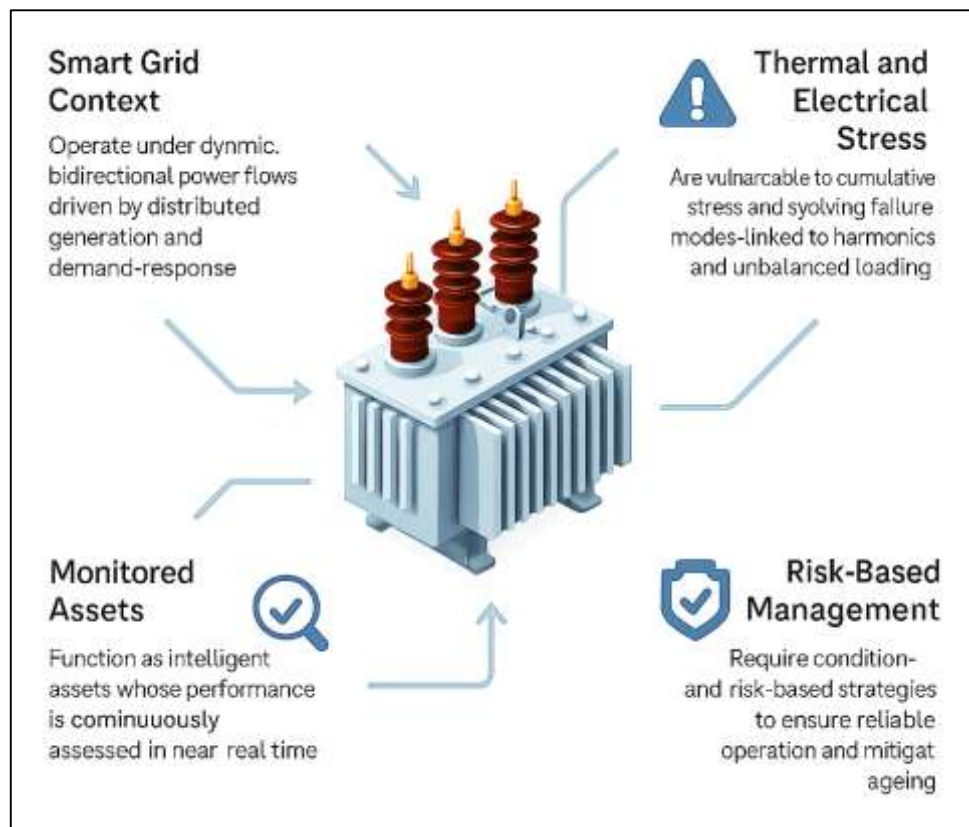 Smart Grid
Context
Operate under dynmic.
bidirectional power flows
driven by distributed
generation and
demand-response
Thermal and
Electrical
Stress
Are vulnarcable to cumulative
stress and syolving failure
modes-linked to harmonics
and unbalanced loading
Monitored
Assets
Function as intelligent
assets whose performance
is cominuuously
assessed in near real time
Risk-Based
Management
Require condition-
and risk-based strategies
to ensure reliable
operation and mitigat
ageing